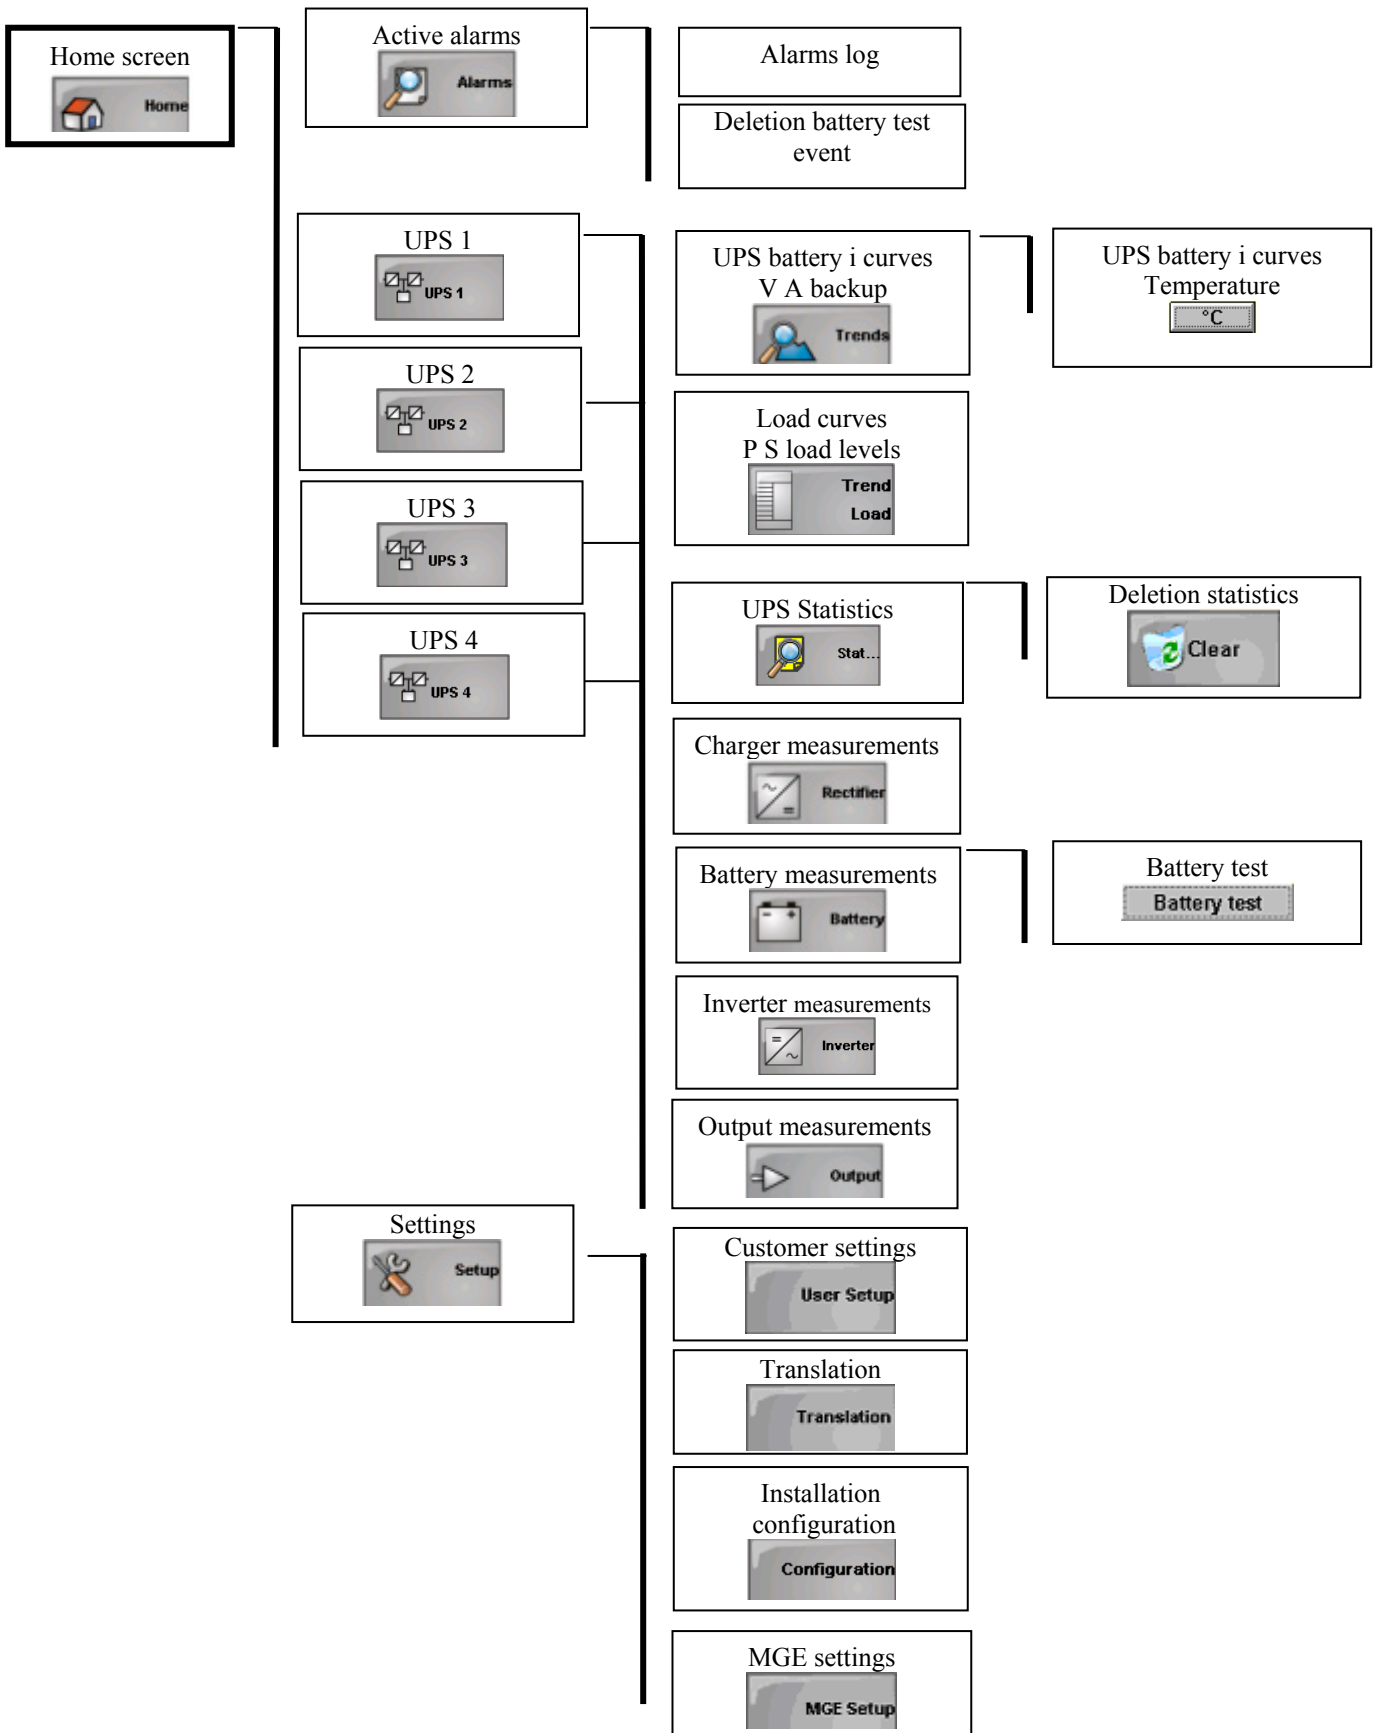 Home screen
Home
Active alarms
Alarms
Alarms log
Deletion battery test
event
UPS 1
UPS 1
UPS 2
UPS 2
UPS 3
UPS 3
UPS 4
UPS 4
UPS battery i curves
V A backup
Trends
UPS battery i curves
Temperature
°C
Load curves
P S load levels
Trend
Load
UPS Statistics
Stat...
Deletion statistics
Clear
Charger measurements
Rectifier
Battery measurements
Battery
Battery test
Battery test
Inverter measurements
Inverter
Output measurements
Output
Settings
Setup
Customer settings
User Setup
Translation
Translation
Installation
configuration
Configuration
MGE settings
MGE Setup